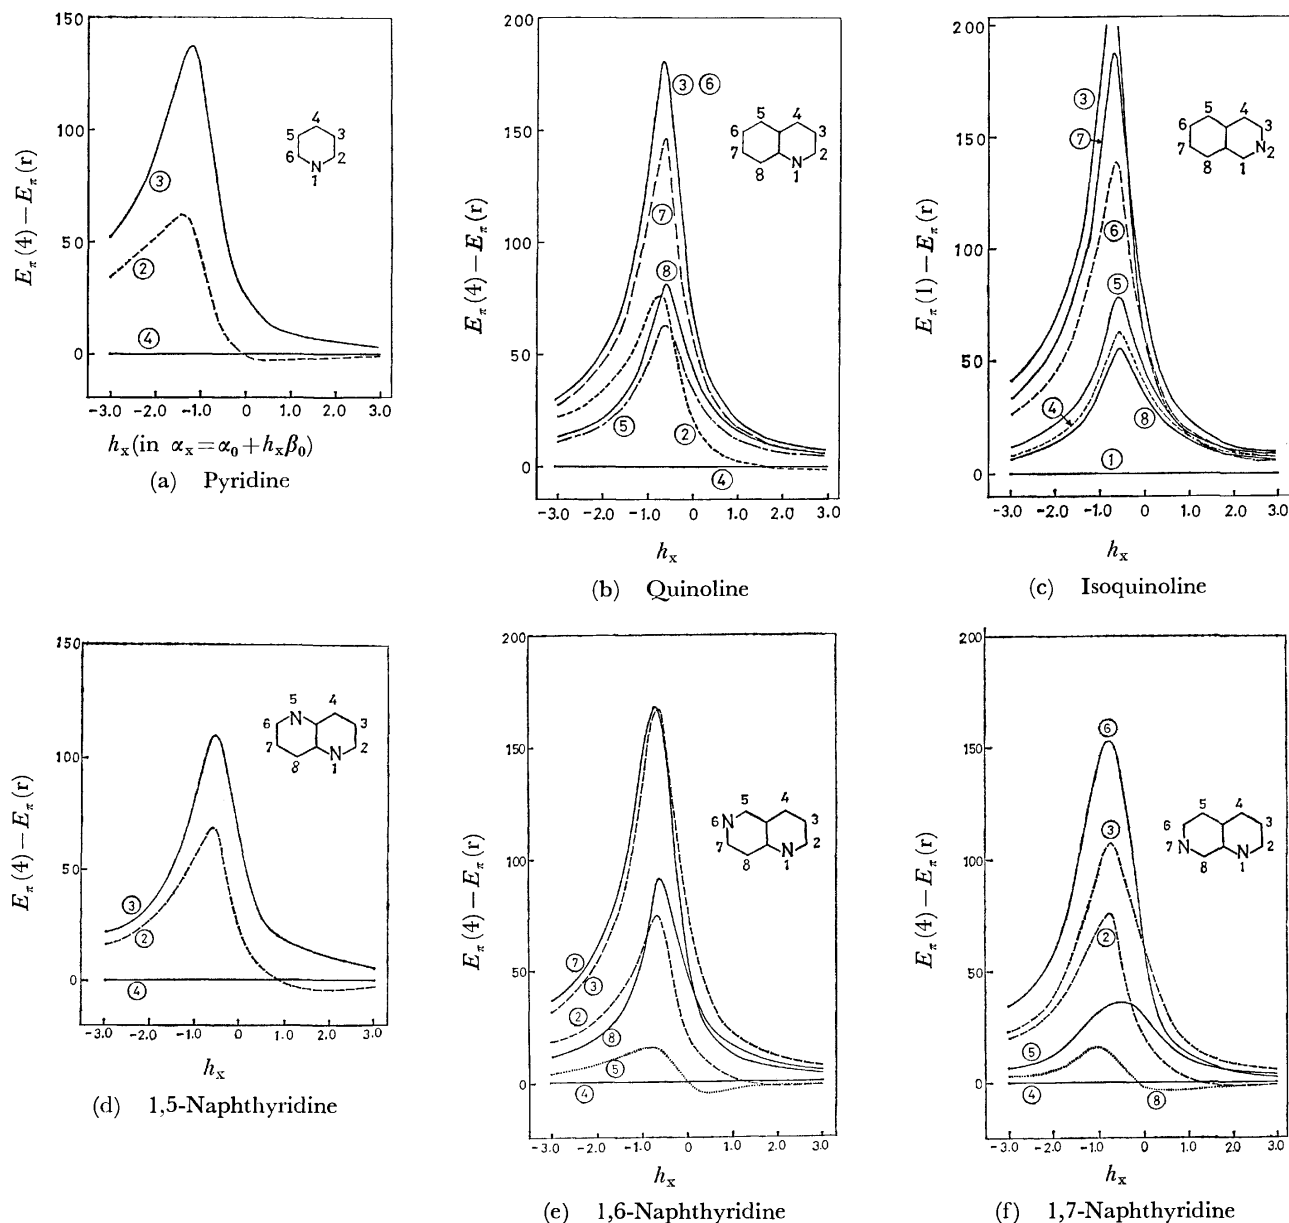 150
100
50
0
E_π(4)−E_π(r)
4
5
3
6
2
N
1
③
②
④
-3.0 -2.0 -1.0 0 1.0 2.0 3.0
h_x(in α_x=α_0+h_xβ_0)
(a) Pyridine
200
150
100
50
0
E_π(4)−E_π(r)
③ ⑥
5 4
6 3
7 2
8 N
1
⑦
⑧
⑤
②
④
-3.0 -2.0 -1.0 0 1.0 2.0 3.0
h_x
(b) Quinoline
200
150
100
50
0
E_π(1)−E_π(r)
③
⑦
5 4
6 3
7 N2
8 1
⑥
⑤
④
⑧
①
-3.0 -2.0 -1.0 0 1.0 2.0 3.0
h_x
(c) Isoquinoline
150
100
50
0
E_π(4)−E_π(r)
5 4
N
6 3
7 2
8 N
1
③
②
④
-3.0 -2.0 -1.0 0 1.0 2.0 3.0
h_x
(d) 1,5-Naphthyridine
200
150
100
50
0
E_π(4)−E_π(r)
5 4
6 N 3
7 2
8 N
1
⑦
③
②
⑧
⑤
④
-3.0 -2.0 -1.0 0 1.0 2.0 3.0
h_x
(e) 1,6-Naphthyridine
200
150
100
50
0
E_π(4)−E_π(r)
⑥
5 4
6 3
7N 2
8 N
1
③
②
⑤
④
⑧
-3.0 -2.0 -1.0 0 1.0 2.0 3.0
h_x
(f) 1,7-Naphthyridine